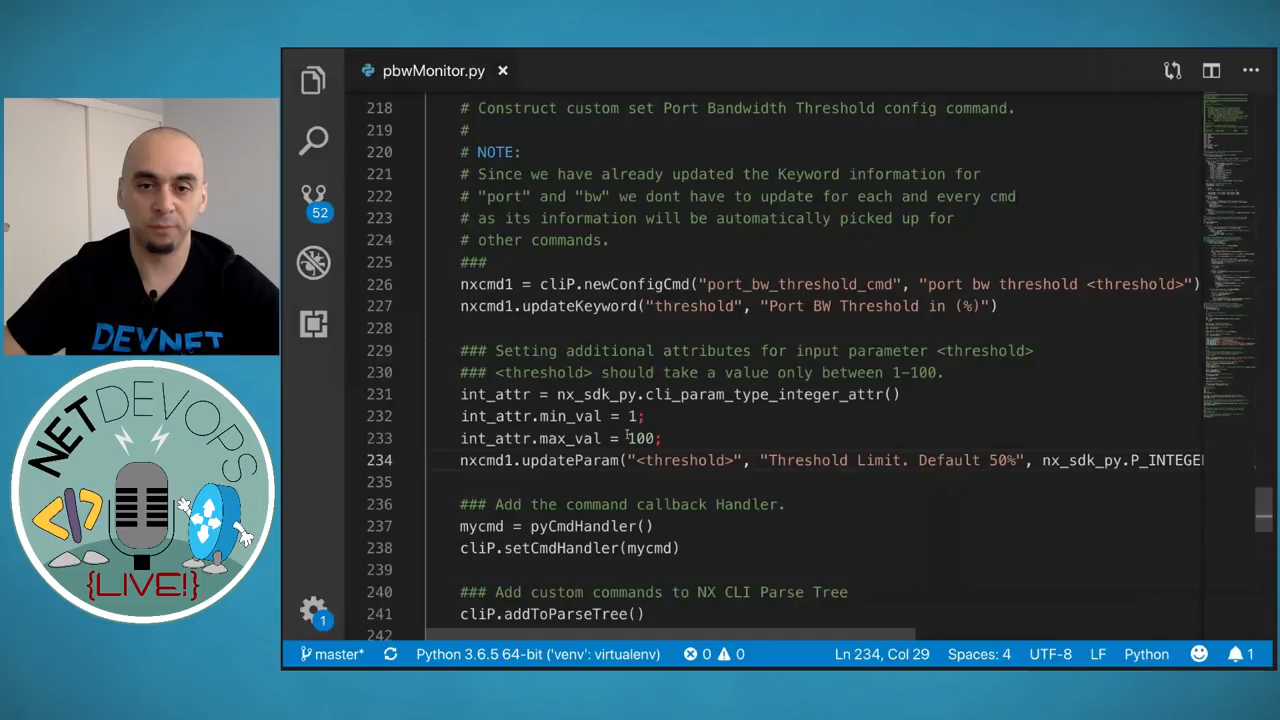 pbwMonitor.py
218 # Construct custom set Port Bandwidth Threshold config command.
219 #
220 # NOTE:
221 # Since we have already updated the Keyword information for
222 # "port" and "bw" we dont have to update for each and every cmd
223 # as its information will be automatically picked up for
224 # other commands.
225 ###
226 nxcmd1 = cliP.newConfigCmd("port_bw_threshold_cmd", "port bw threshold <threshold>")
227 nxcmd1.updateKeyword("threshold", "Port BW Threshold in (%)")
228
229 ### Setting additional attributes for input parameter <threshold>
230 ### <treshold> should take a value only between 1-100.
231 int_attr = nx_sdk_py.cli_param_type_integer_attr()
232 int_attr.min_val = 1;
233 int_attr.max_val = 100;
234 nxcmd1.updateParam("<threshold>", "Threshold Limit. Default 50%", nx_sdk_py.P_INTEGE
235
236 ### Add the command callback Handler.
237 mycmd = pyCmdHandler()
238 cliP.setCmdHandler(mycmd)
239
240 ### Add custom commands to NX CLI Parse Tree
241 cliP.addToParseTree()
242
52
1
DEVNET
NETDEVOPS
</>
{LIVE!}
master* Python 3.6.5 64-bit ('venv': virtualenv) 0 0 Ln 234, Col 29 Spaces: 4 UTF-8 LF Python 1